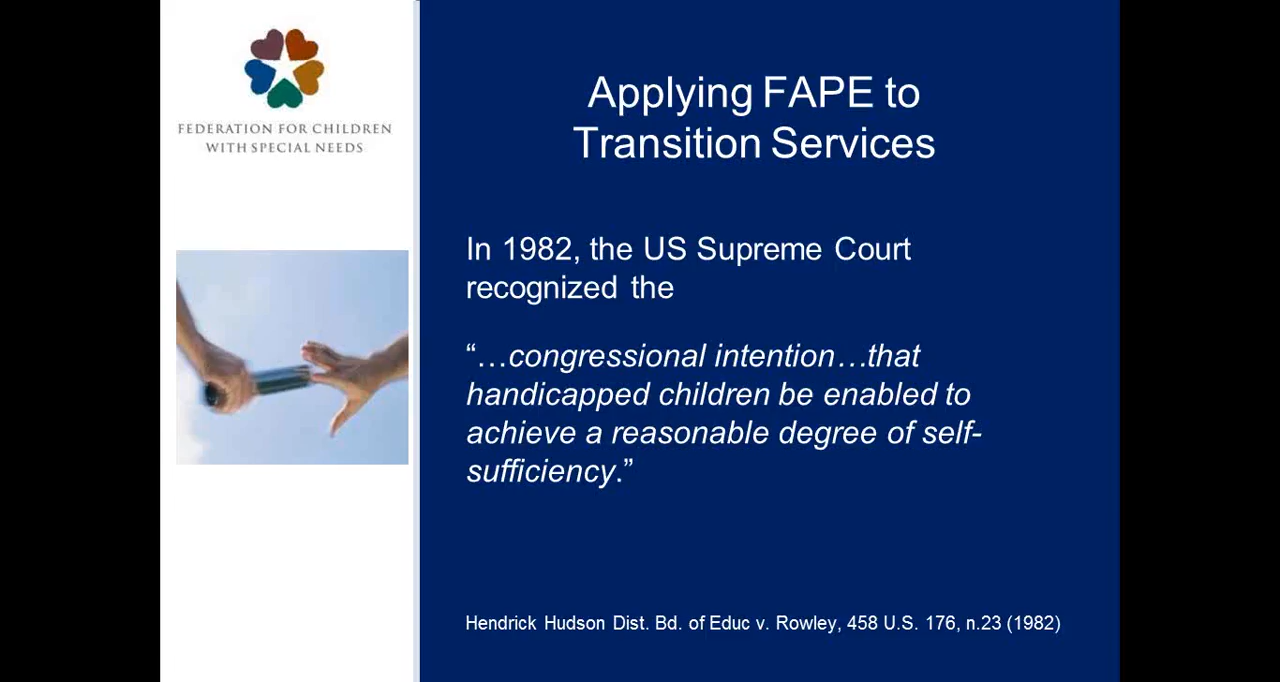 FEDERATION FOR CHILDREN
WITH SPECIAL NEEDS
Applying FAPE to
Transition Services
In 1982, the US Supreme Court
recognized the
“…congressional intention…that
handicapped children be enabled to
achieve a reasonable degree of self-
sufficiency.”
Hendrick Hudson Dist. Bd. of Educ v. Rowley, 458 U.S. 176, n.23 (1982)